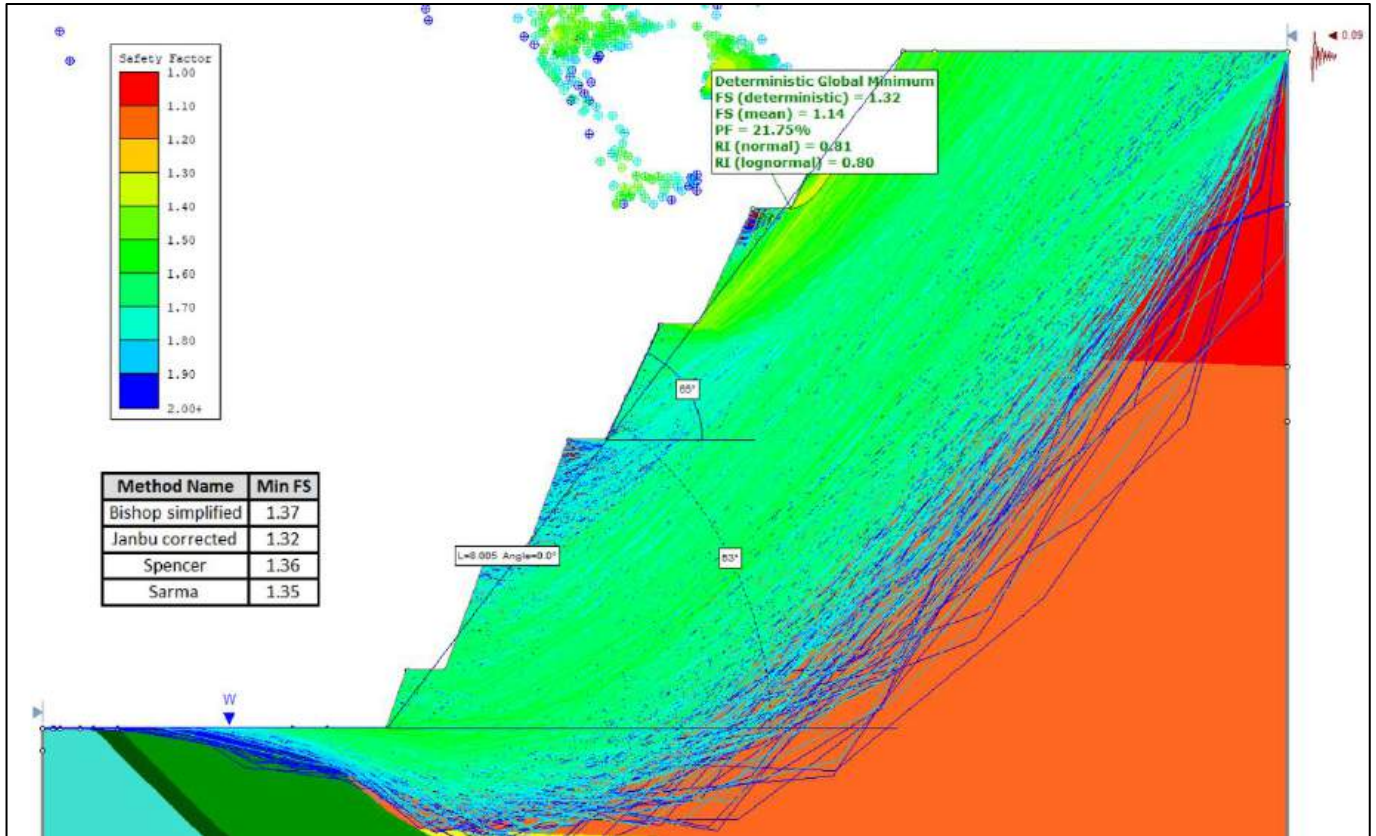 Safety Factor
1.00
1.10
1.20
1.30
1.40
1.50
1.60
1.70
1.80
1.90
2.00+
0.09
Deterministic Global Minimum
FS (deterministic) = 1.32
FS (mean) = 1.14
PF = 21.75%
RI (normal) = 0.81
RI (lognormal) = 0.80
65°
Method Name Min FS
Bishop simplified 1.37
Janbu corrected 1.32
Spencer 1.36
Sarma 1.35
L=8.005 Angle=0.0°
53°
W